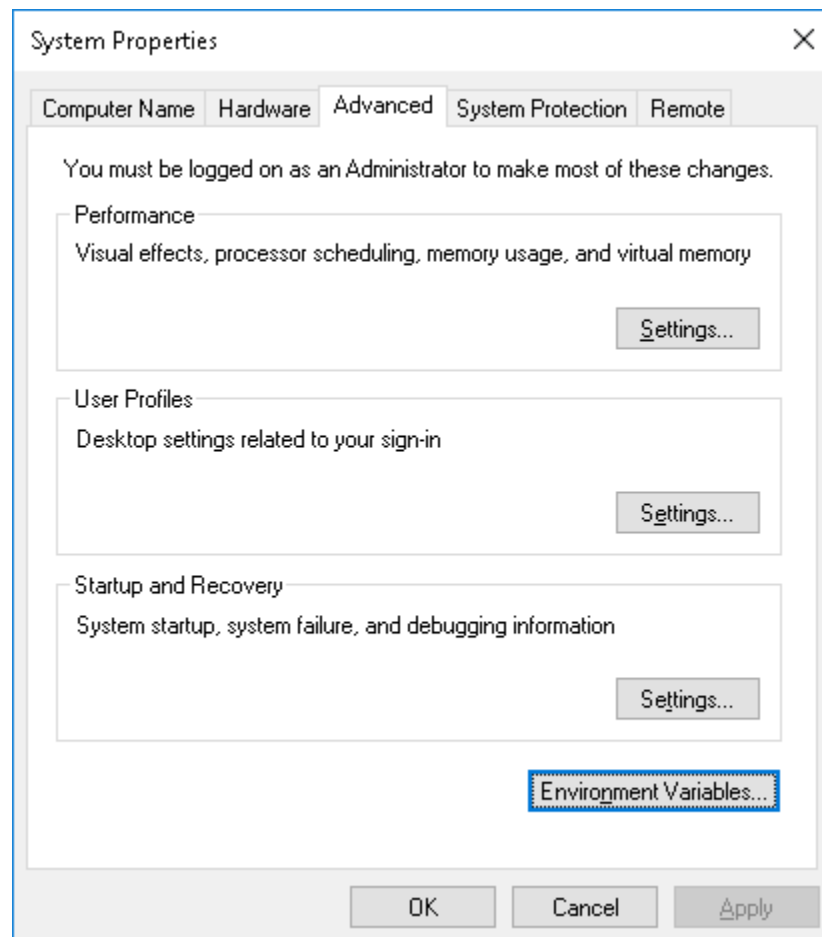 System Properties
Computer Name Hardware Advanced System Protection Remote
You must be logged on as an Administrator to make most of these changes.
Performance
Visual effects, processor scheduling, memory usage, and virtual memory
Settings...
User Profiles
Desktop settings related to your sign-in
Settings...
Startup and Recovery
System startup, system failure, and debugging information
Settings...
Environment Variables...
OK Cancel Apply